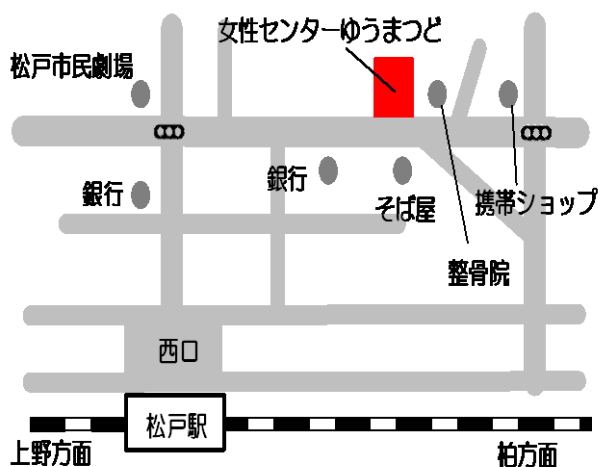 女性センターゆうまつど
松戸市民劇場
銀行
銀行
そば屋
携帯ショップ
整骨院
西口
松戸駅
上野方面
柏方面